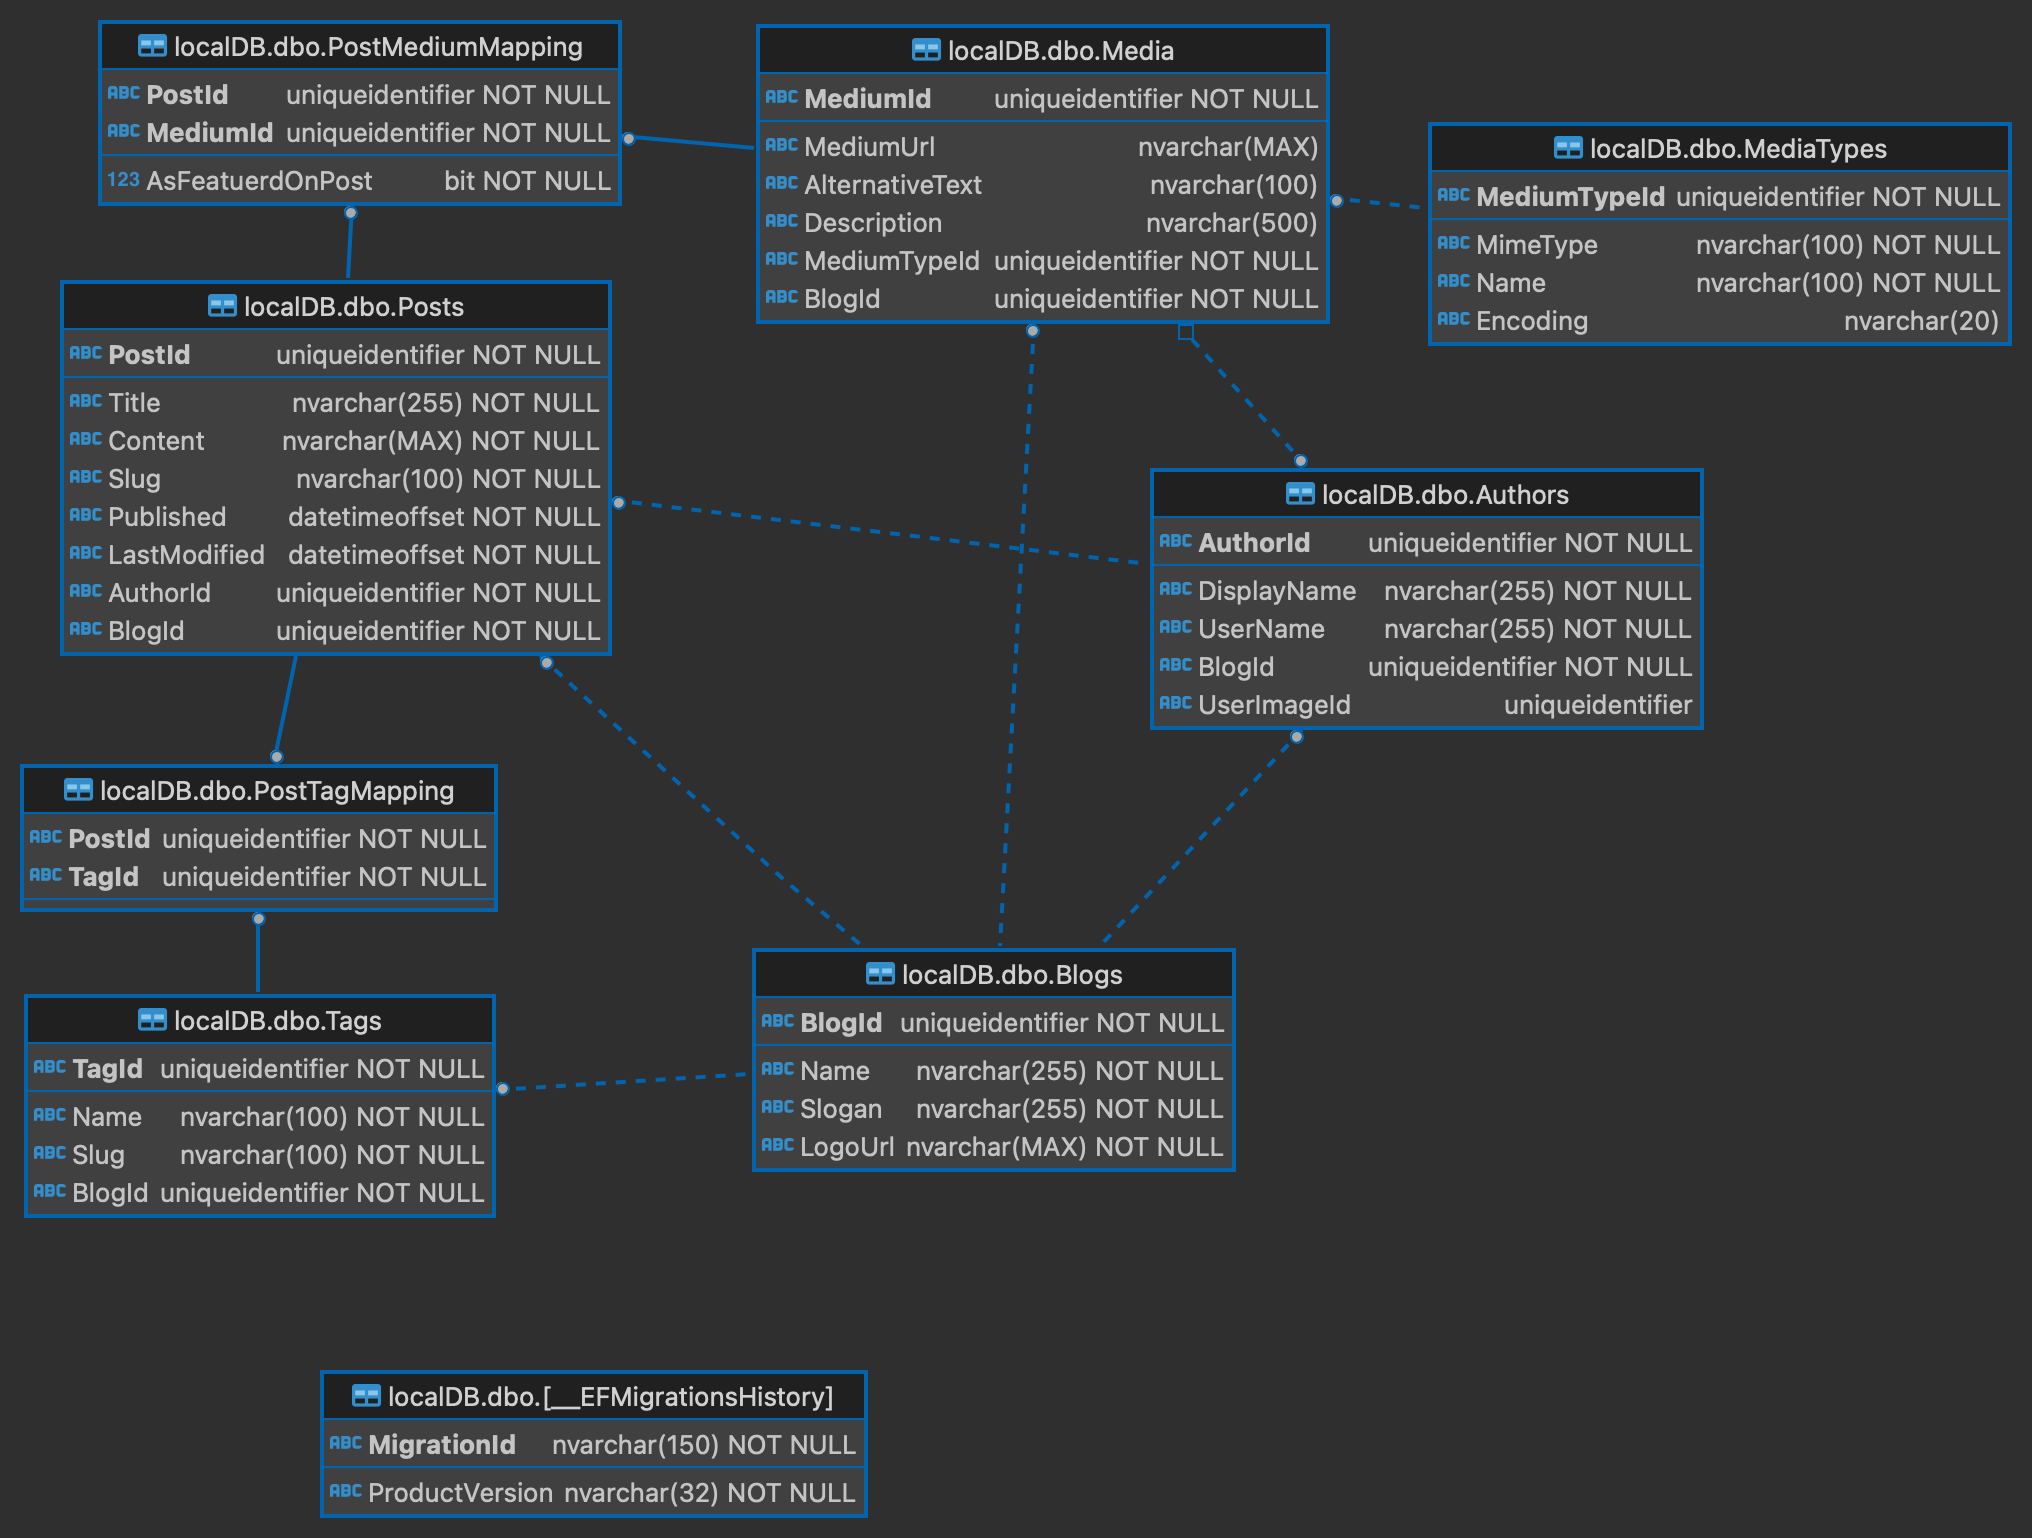 localDB.dbo.PostMediumMapping
ABC PostId uniqueidentifier NOT NULL
ABC MediumId uniqueidentifier NOT NULL
123 AsFeatuerdOnPost bit NOT NULL
localDB.dbo.Media
ABC MediumId uniqueidentifier NOT NULL
ABC MediumUrl nvarchar(MAX)
ABC AlternativeText nvarchar(100)
ABC Description nvarchar(500)
ABC MediumTypeId uniqueidentifier NOT NULL
ABC BlogId uniqueidentifier NOT NULL
localDB.dbo.MediaTypes
ABC MediumTypeId uniqueidentifier NOT NULL
ABC MimeType nvarchar(100) NOT NULL
ABC Name nvarchar(100) NOT NULL
ABC Encoding nvarchar(20)
localDB.dbo.Posts
ABC PostId uniqueidentifier NOT NULL
ABC Title nvarchar(255) NOT NULL
ABC Content nvarchar(MAX) NOT NULL
ABC Slug nvarchar(100) NOT NULL
ABC Published datetimeoffset NOT NULL
ABC LastModified datetimeoffset NOT NULL
ABC AuthorId uniqueidentifier NOT NULL
ABC BlogId uniqueidentifier NOT NULL
localDB.dbo.Authors
ABC AuthorId uniqueidentifier NOT NULL
ABC DisplayName nvarchar(255) NOT NULL
ABC UserName nvarchar(255) NOT NULL
ABC BlogId uniqueidentifier NOT NULL
ABC UserImageId uniqueidentifier
localDB.dbo.PostTagMapping
ABC PostId uniqueidentifier NOT NULL
ABC TagId uniqueidentifier NOT NULL
localDB.dbo.Tags
ABC TagId uniqueidentifier NOT NULL
ABC Name nvarchar(100) NOT NULL
ABC Slug nvarchar(100) NOT NULL
ABC BlogId uniqueidentifier NOT NULL
localDB.dbo.Blogs
ABC BlogId uniqueidentifier NOT NULL
ABC Name nvarchar(255) NOT NULL
ABC Slogan nvarchar(255) NOT NULL
ABC LogoUrl nvarchar(MAX) NOT NULL
localDB.dbo.[__EFMigrationsHistory]
ABC MigrationId nvarchar(150) NOT NULL
ABC ProductVersion nvarchar(32) NOT NULL